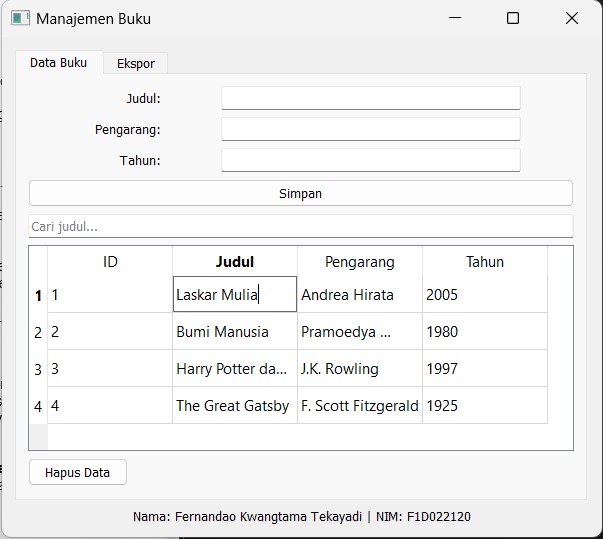 Manajemen Buku
Data Buku Ekspor
Judul:
Pengarang:
Tahun:
Simpan
Cari judul...
ID Judul Pengarang Tahun
1 1 Laskar Mulia Andrea Hirata 2005
2 2 Bumi Manusia Pramoedya ... 1980
3 3 Harry Potter da... J.K. Rowling 1997
4 4 The Great Gatsby F. Scott Fitzgerald 1925
Hapus Data
Nama: Fernandao Kwangtama Tekayadi | NIM: F1D022120